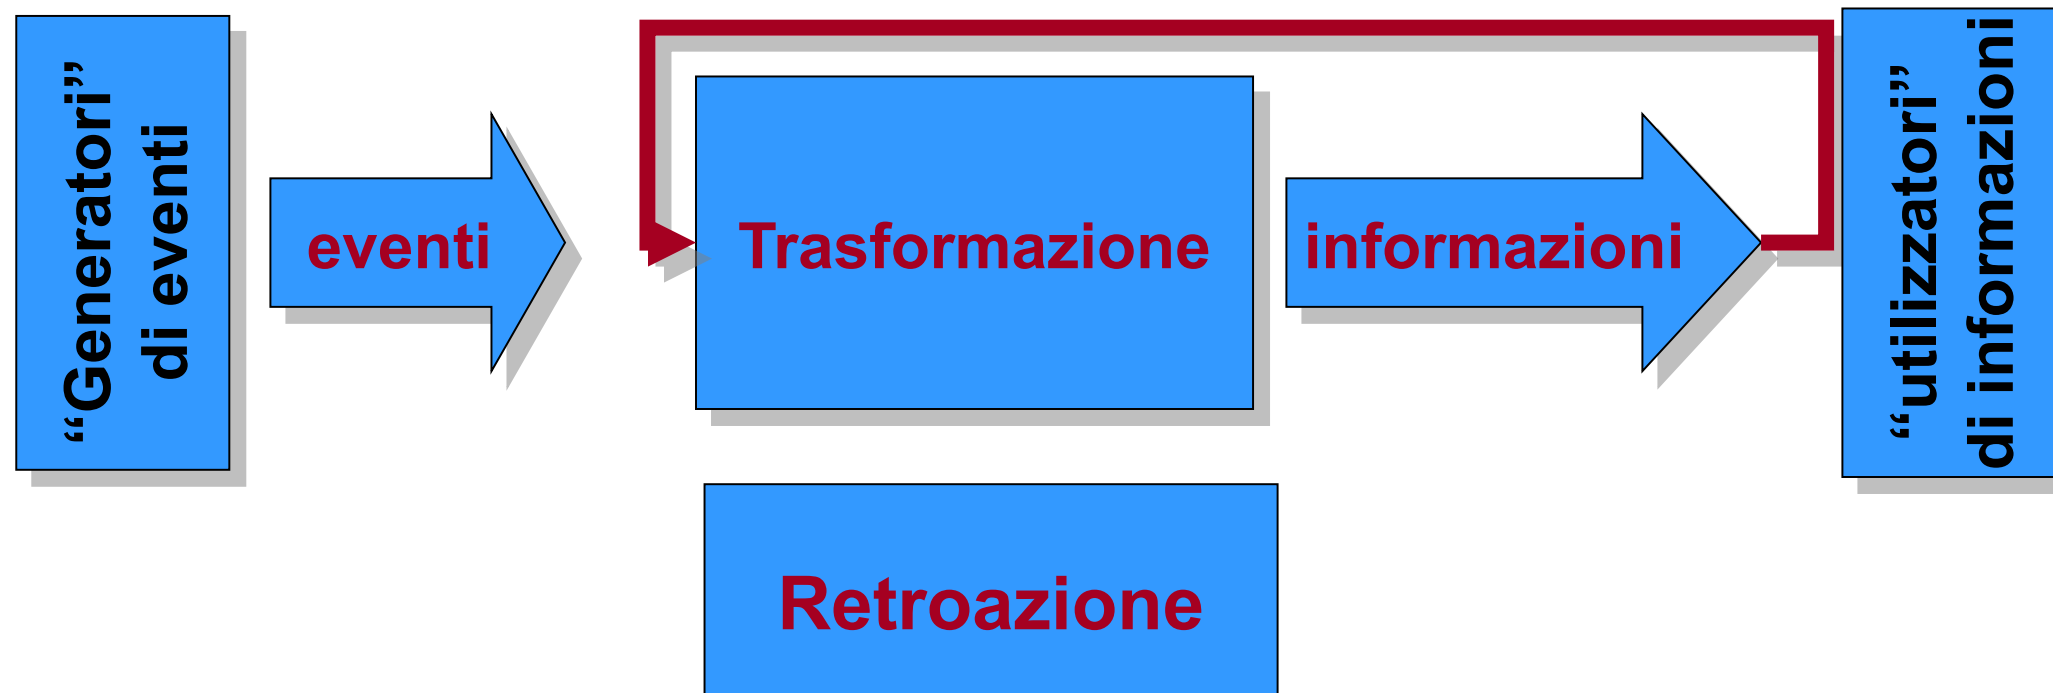 “Generatori”
di eventi
eventi
Trasformazione
informazioni
“utilizzatori”
di informazioni
Retroazione